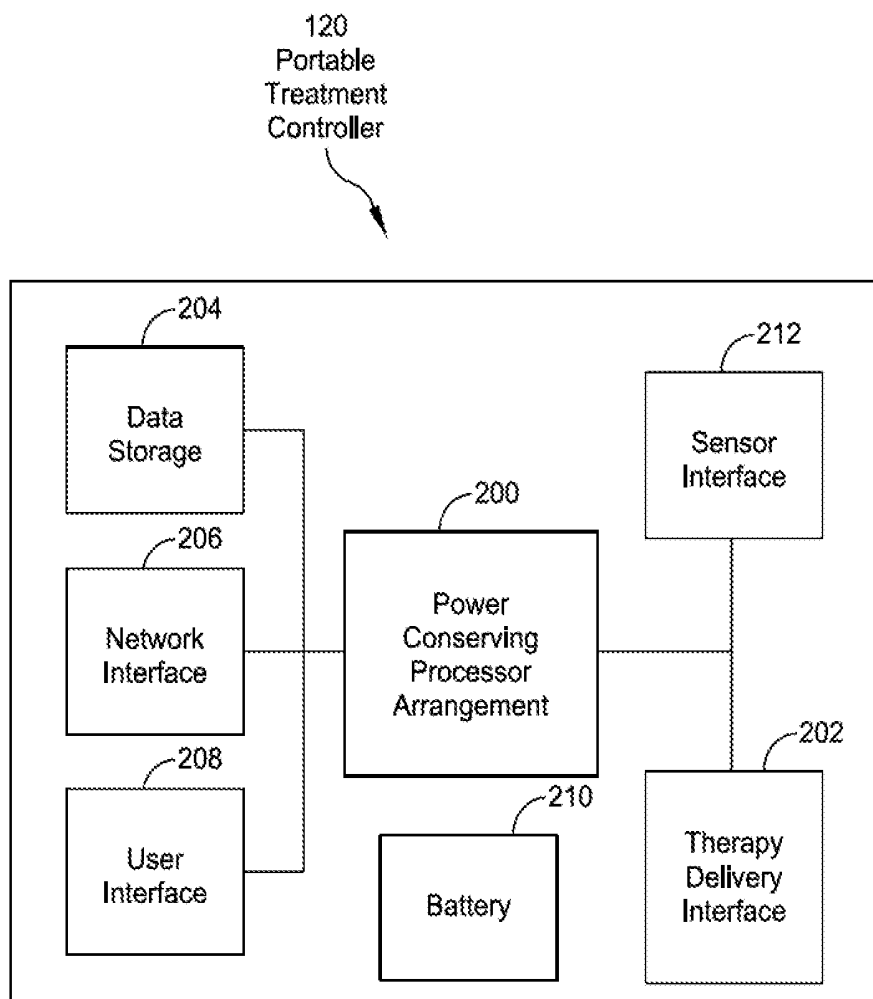 120
Portable
Treatment
Controller
204
Data
Storage
212
Sensor
Interface
200
Power
Conserving
Processor
Arrangement
206
Network
Interface
208
User
Interface
210
Battery
202
Therapy
Delivery
Interface